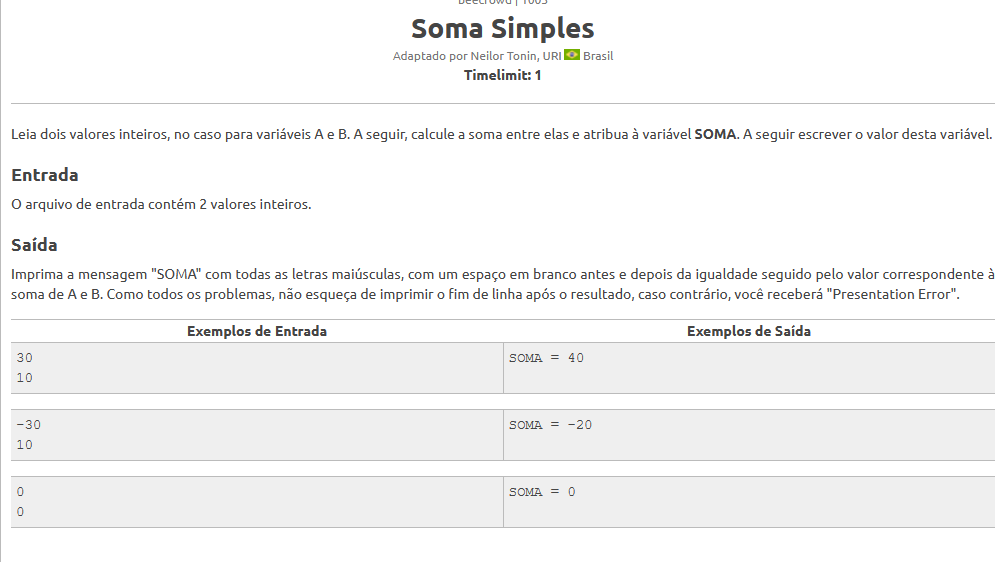 beecrowd | 1003
Soma Simples
Adaptado por Neilor Tonin, URI Brasil
Timelimit: 1
Leia dois valores inteiros, no caso para variáveis A e B. A seguir, calcule a soma entre elas e atribua à variável SOMA. A seguir escrever o valor desta variável.
Entrada
O arquivo de entrada contém 2 valores inteiros.
Saída
Imprima a mensagem "SOMA" com todas as letras maiúsculas, com um espaço em branco antes e depois da igualdade seguido pelo valor correspondente à
soma de A e B. Como todos os problemas, não esqueça de imprimir o fim de linha após o resultado, caso contrário, você receberá "Presentation Error".
Exemplos de Entrada Exemplos de Saída
30 SOMA = 40
10
-30 SOMA = -20
10
0 SOMA = 0
0